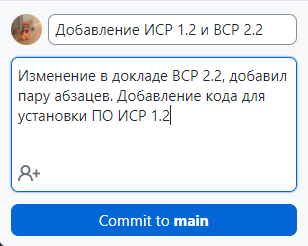 Добавление ИСР 1.2 и ВСР 2.2
Изменение в докладе ВСР 2.2, добавил
пару абзацев. Добавление кода для
установки ПО ИСР 1.2
Commit to main